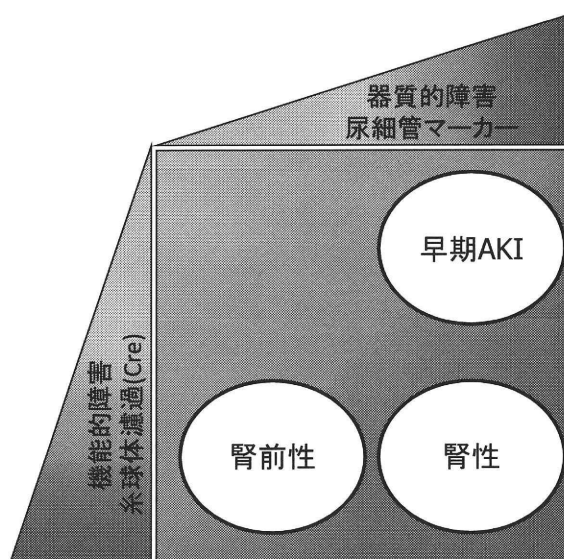 器質的障害
尿細管マーカー
早期AKI
機能的障害
糸球体濾過(Cre)
腎前性
腎性